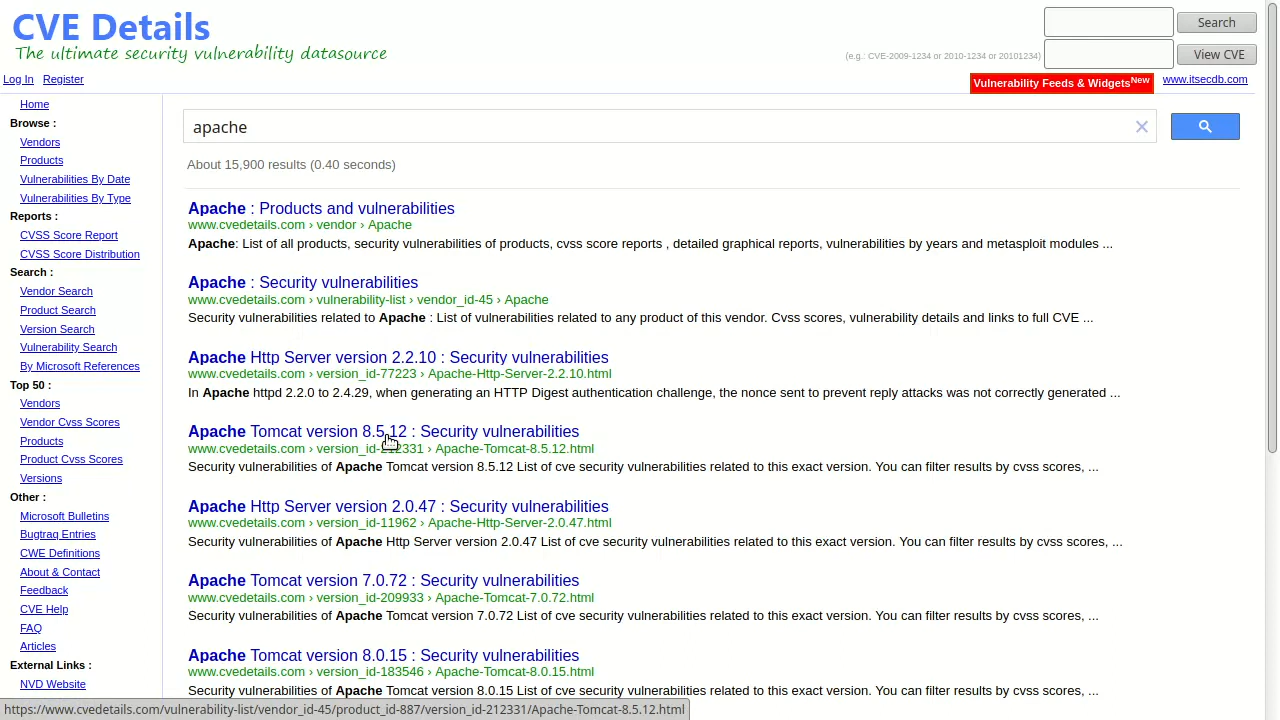 CVE Details
The ultimate security vulnerability datasource
Search
(e.g.: CVE-2009-1234 or 2010-1234 or 20101234)
View CVE
Log In Register
Vulnerability Feeds & WidgetsNew www.itsecdb.com
Home
Browse :
Vendors
Products
Vulnerabilities By Date
Vulnerabilities By Type
Reports :
CVSS Score Report
CVSS Score Distribution
Search :
Vendor Search
Product Search
Version Search
Vulnerability Search
By Microsoft References
Top 50 :
Vendors
Vendor Cvss Scores
Products
Product Cvss Scores
Versions
Other :
Microsoft Bulletins
Bugtraq Entries
CWE Definitions
About & Contact
Feedback
CVE Help
FAQ
Articles
External Links :
NVD Website
apache
About 15,900 results (0.40 seconds)
Apache : Products and vulnerabilities
www.cvedetails.com › vendor › Apache
Apache: List of all products, security vulnerabilities of products, cvss score reports , detailed graphical reports, vulnerabilities by years and metasploit modules ...
Apache : Security vulnerabilities
www.cvedetails.com › vulnerability-list › vendor_id-45 › Apache
Security vulnerabilities related to Apache : List of vulnerabilities related to any product of this vendor. Cvss scores, vulnerability details and links to full CVE ...
Apache Http Server version 2.2.10 : Security vulnerabilities
www.cvedetails.com › version_id-77223 › Apache-Http-Server-2.2.10.html
In Apache httpd 2.2.0 to 2.4.29, when generating an HTTP Digest authentication challenge, the nonce sent to prevent reply attacks was not correctly generated ...
Apache Tomcat version 8.5.12 : Security vulnerabilities
www.cvedetails.com › version_id-212331 › Apache-Tomcat-8.5.12.html
Security vulnerabilities of Apache Tomcat version 8.5.12 List of cve security vulnerabilities related to this exact version. You can filter results by cvss scores, ...
Apache Http Server version 2.0.47 : Security vulnerabilities
www.cvedetails.com › version_id-11962 › Apache-Http-Server-2.0.47.html
Security vulnerabilities of Apache Http Server version 2.0.47 List of cve security vulnerabilities related to this exact version. You can filter results by cvss scores, ...
Apache Tomcat version 7.0.72 : Security vulnerabilities
www.cvedetails.com › version_id-209933 › Apache-Tomcat-7.0.72.html
Security vulnerabilities of Apache Tomcat version 7.0.72 List of cve security vulnerabilities related to this exact version. You can filter results by cvss scores, ...
Apache Tomcat version 8.0.15 : Security vulnerabilities
www.cvedetails.com › version_id-183546 › Apache-Tomcat-8.0.15.html
Security vulnerabilities of Apache Tomcat version 8.0.15 List of cve security vulnerabilities related to this exact version. You can filter results by cvss scores, ...
https://www.cvedetails.com/vulnerability-list/vendor_id-45/product_id-887/version_id-212331/Apache-Tomcat-8.5.12.html